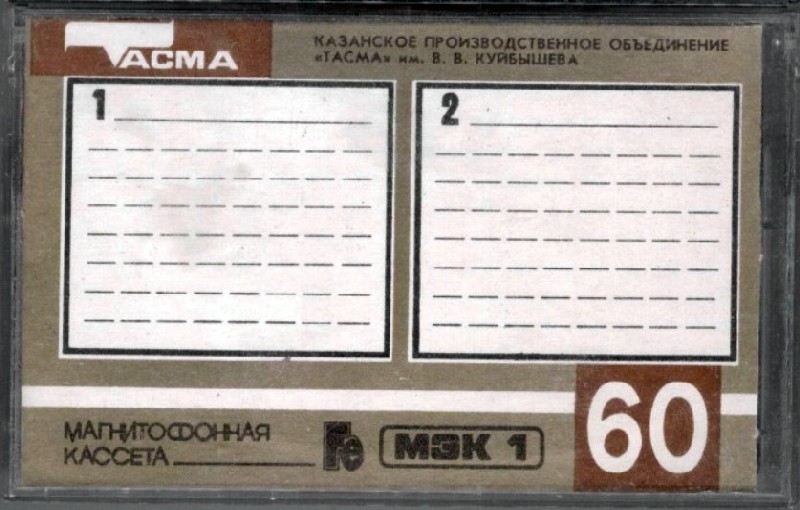 ТАСМА
КАЗАНСКОЕ ПРОИЗВОДСТВЕННОЕ ОБЪЕДИНЕНИЕ
«ТАСМА» им. В. В. КУЙБЫШЕВА
1
2
МАГНИТОФОННАЯ
КАССЕТА
Fe
МЭК 1
60